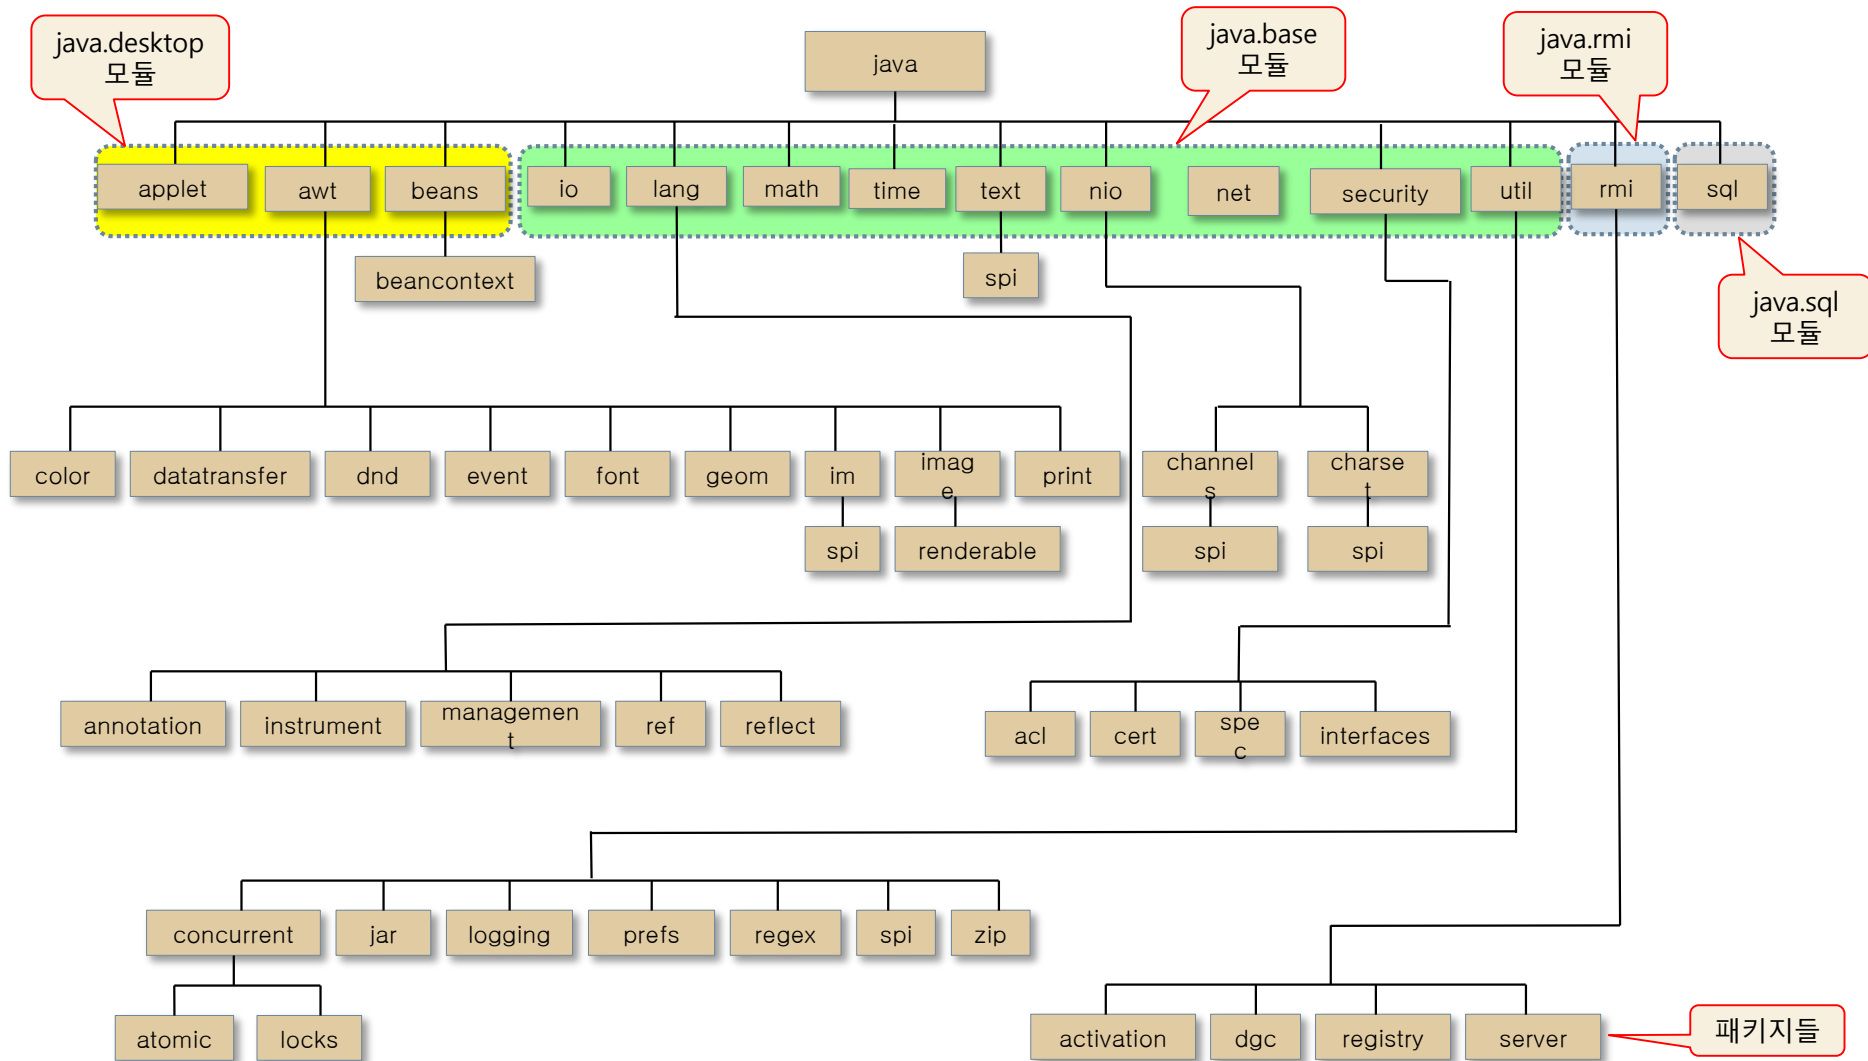 java.desktop
모듈
java
java.base
모듈
java.rmi
모듈
applet
awt
beans
io
lang
math
time
text
nio
net
security
util
rmi
sql
beancontext
spi
java.sql
모듈
color
datatransfer
dnd
event
font
geom
im
imag
e
print
channel
s
charse
t
spi
renderable
spi
spi
annotation
instrument
managemen
t
ref
reflect
acl
cert
spe
c
interfaces
concurrent
jar
logging
prefs
regex
spi
zip
atomic
locks
activation
dgc
registry
server
패키지들